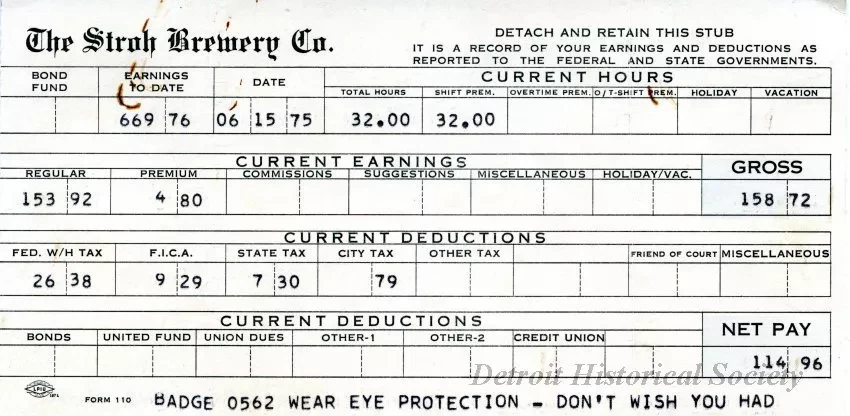 The Stroh Brewery Co.
DETACH AND RETAIN THIS STUB
IT IS A RECORD OF YOUR EARNINGS AND DEDUCTIONS AS
REPORTED TO THE FEDERAL AND STATE GOVERNMENTS.
BOND FUND EARNINGS TO DATE DATE CURRENT HOURS
TOTAL HOURS SHIFT PREM. OVERTIME PREM. O/T-SHIFT PREM. HOLIDAY VACATION
669 76 06 15 75 32.00 32.00
CURRENT EARNINGS GROSS
REGULAR PREMIUM COMMISSIONS SUGGESTIONS MISCELLANEOUS HOLIDAY/VAC.
153 92 4 80 158 72
CURRENT DEDUCTIONS
FED. W/H TAX F.I.C.A. STATE TAX CITY TAX OTHER TAX FRIEND OF COURT MISCELLANEOUS
26 38 9 29 7 30 79
CURRENT DEDUCTIONS NET PAY
BONDS UNITED FUND UNION DUES OTHER-1 OTHER-2 CREDIT UNION
114 96
Detroit Historical Society
FORM 110 BADGE 0562 WEAR EYE PROTECTION - DON'T WISH YOU HAD